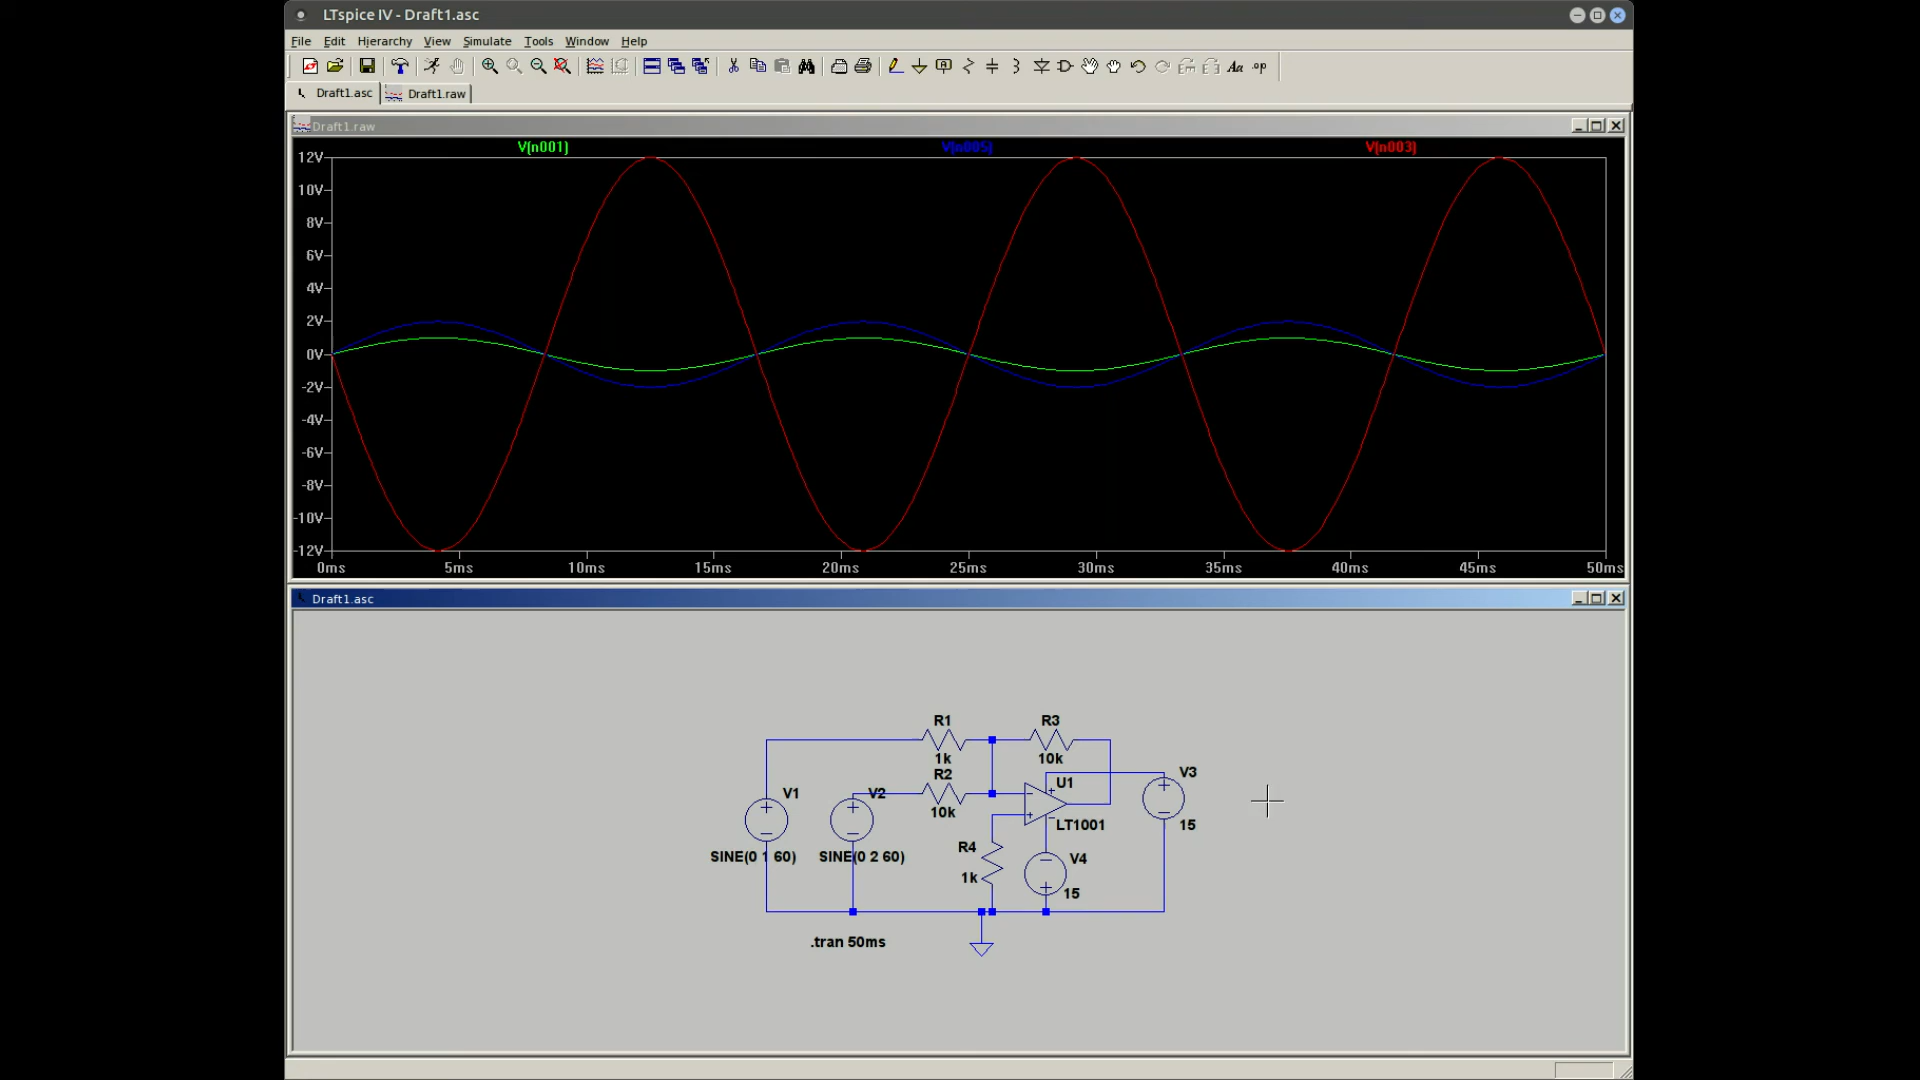 LTspice IV - Draft1.asc
File Edit Hierarchy View Simulate Tools Window Help
Aa .op
Draft1.asc Draft1.raw
Draft1.raw
V(n001) V(n005) V(n003)
12V
10V
8V
6V
4V
2V
0V
-2V
-4V
-6V
-8V
-10V
-12V
0ms 5ms 10ms 15ms 20ms 25ms 30ms 35ms 40ms 45ms 50ms
Draft1.asc
R1 R3
1k 10k
R2 V3
V1 V2 U1
10k
LT1001 15
R4
SINE(0 1 60) SINE(0 2 60) V4
1k
15
.tran 50ms